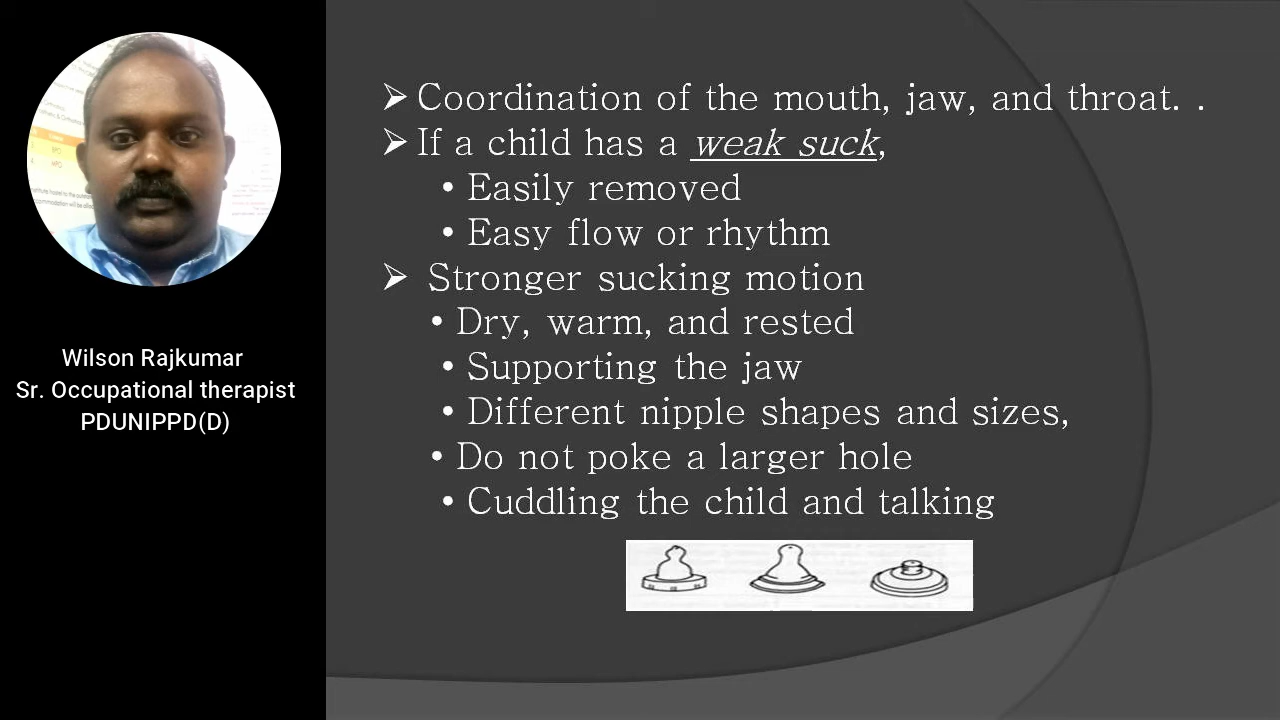 Wilson Rajkumar
Sr. Occupational therapist
PDUNIPPD(D)
➢ Coordination of the mouth, jaw, and throat. .
➢ If a child has a weak suck,
• Easily removed
• Easy flow or rhythm
➢ Stronger sucking motion
• Dry, warm, and rested
• Supporting the jaw
• Different nipple shapes and sizes,
• Do not poke a larger hole
• Cuddling the child and talking